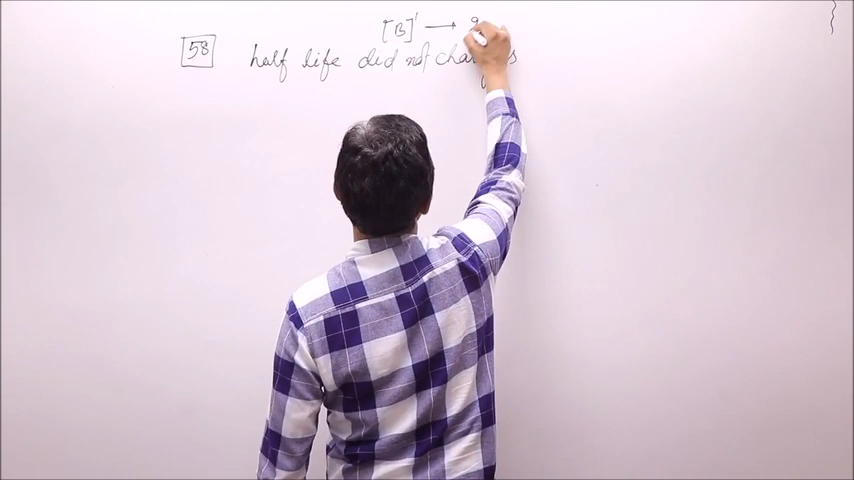 [B]' →
58 half life did not